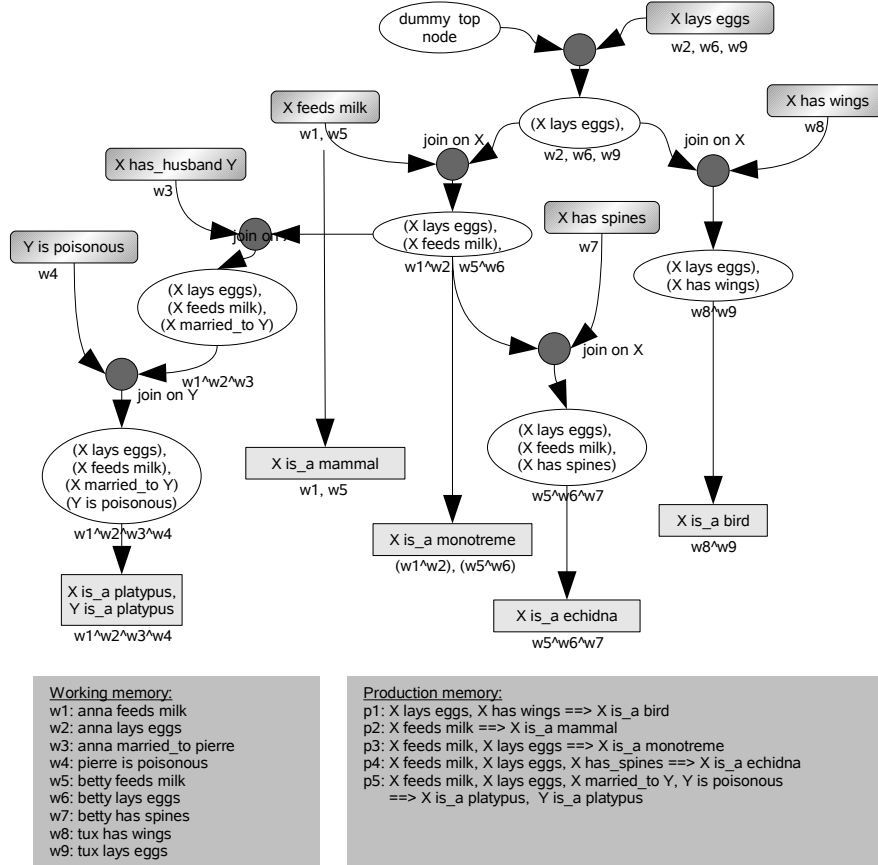 dummy top
node
X lays eggs
w2, w6, w9
X feeds milk
w1, w5
(X lays eggs),
w2, w6, w9
X has wings
w8
join on X
join on X
X has_husband Y
w3
join on X
(X lays eggs),
(X feeds milk),
w1^w2 w5^w6
X has spines
w7
Y is poisonous
w4
(X lays eggs),
(X has wings)
w8^w9
(X lays eggs),
(X feeds milk),
(X married_to Y)
w1^w2^w3
join on X
join on Y
(X lays eggs),
(X feeds milk),
(X has spines)
w5^w6^w7
(X lays eggs),
(X feeds milk),
(X married_to Y)
(Y is poisonous)
w1^w2^w3^w4
X is_a mammal
w1, w5
X is_a monotreme
(w1^w2), (w5^w6)
X is_a bird
w8^w9
X is_a platypus,
Y is_a platypus
w1^w2^w3^w4
X is_a echidna
w5^w6^w7
Working memory:
w1: anna feeds milk
w2: anna lays eggs
w3: anna married_to pierre
w4: pierre is poisonous
w5: betty feeds milk
w6: betty lays eggs
w7: betty has spines
w8: tux has wings
w9: tux lays eggs
Production memory:
p1: X lays eggs, X has wings ==> X is_a bird
p2: X feeds milk ==> X is_a mammal
p3: X feeds milk, X lays eggs ==> X is_a monotreme
p4: X feeds milk, X lays eggs, X has_spines ==> X is_a echidna
p5: X feeds milk, X lays eggs, X married_to Y, Y is poisonous
==> X is_a platypus, Y is_a platypus